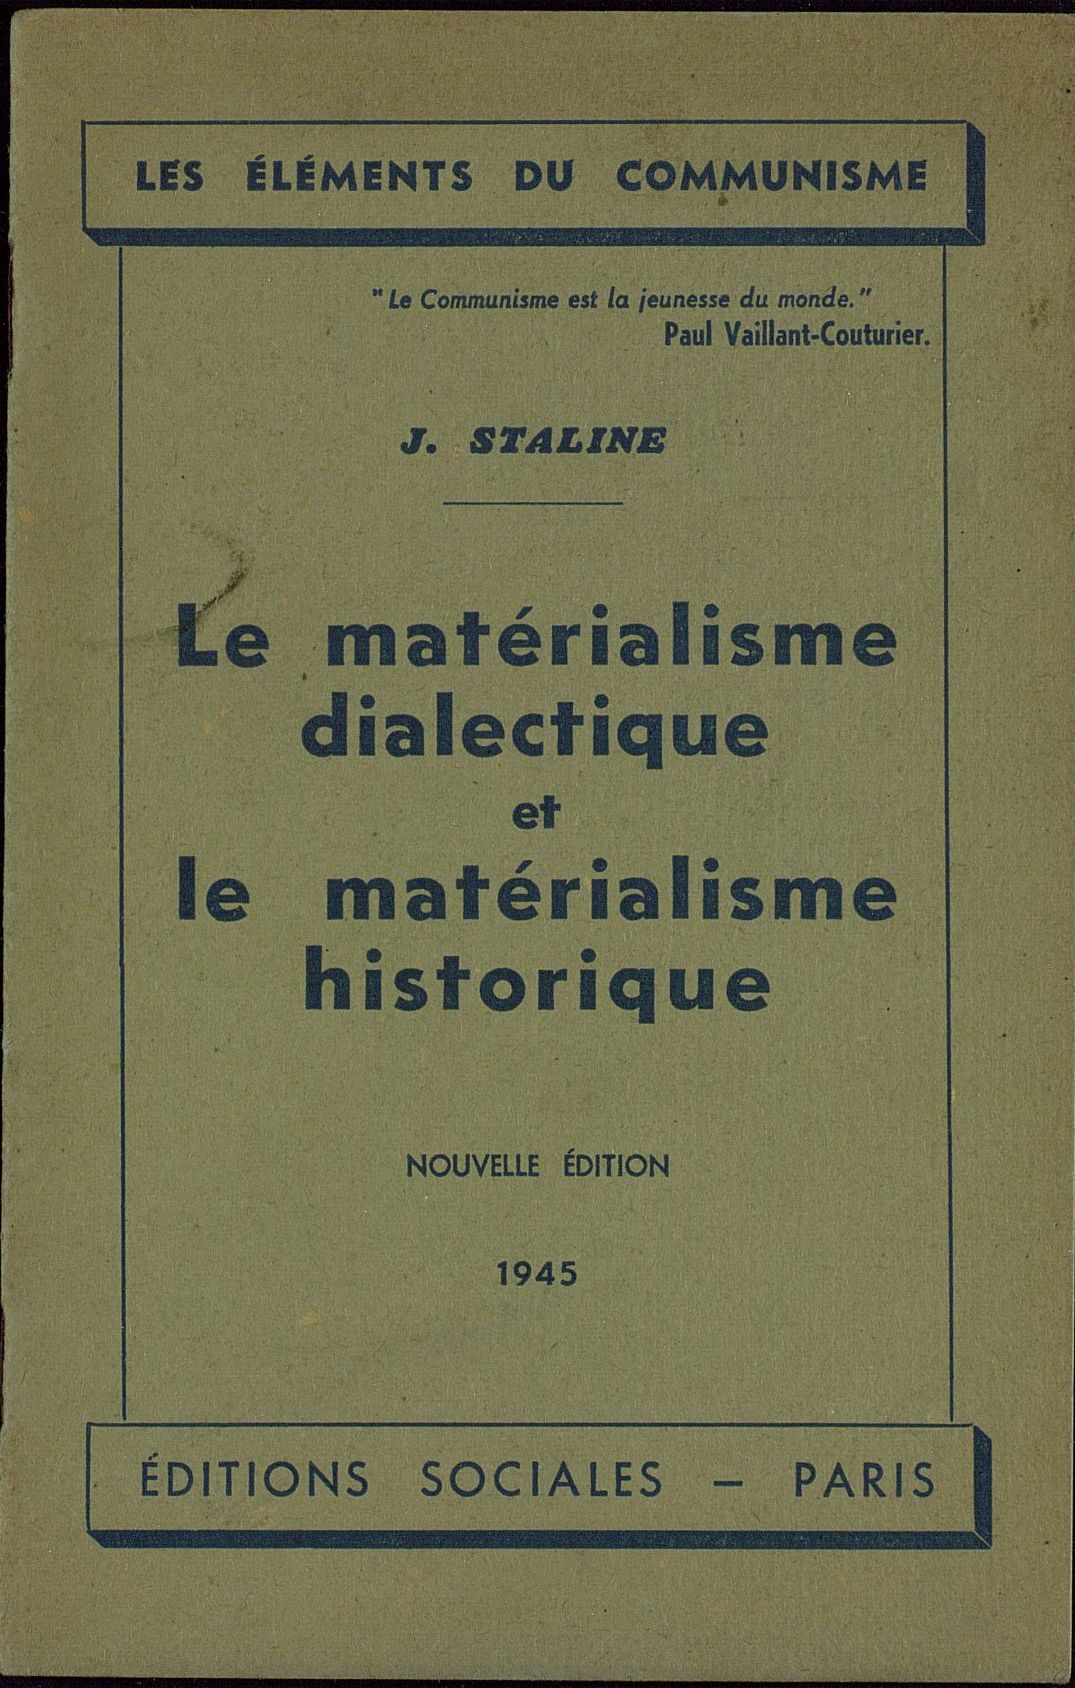 LES ÉLÉMENTS DU COMMUNISME
"Le Communisme est la jeunesse du monde."
Paul Vaillant-Couturier.
J. STALINE
Le matérialisme
dialectique
et
le matérialisme
historique
NOUVELLE ÉDITION
1945
ÉDITIONS SOCIALES — PARIS